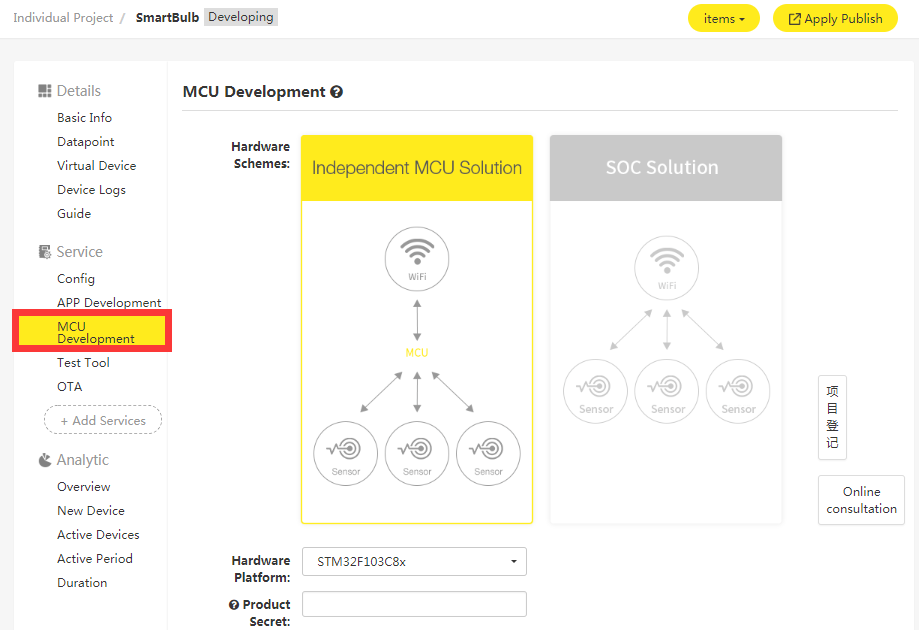 Individual Project / SmartBulb Developing
items
Apply Publish
Details
Basic Info
Datapoint
Virtual Device
Device Logs
Guide
Service
Config
APP Development
MCU
Development
Test Tool
OTA
+ Add Services
Analytic
Overview
New Device
Active Devices
Active Period
Duration
MCU Development
Hardware
Schemes:
Independent MCU Solution
WiFi
MCU
Sensor
Sensor
Sensor
SOC Solution
WiFi
Sensor
Sensor
Sensor
Hardware
Platform:
STM32F103C8x
Product
Secret:
项
目
登
记
Online
consultation